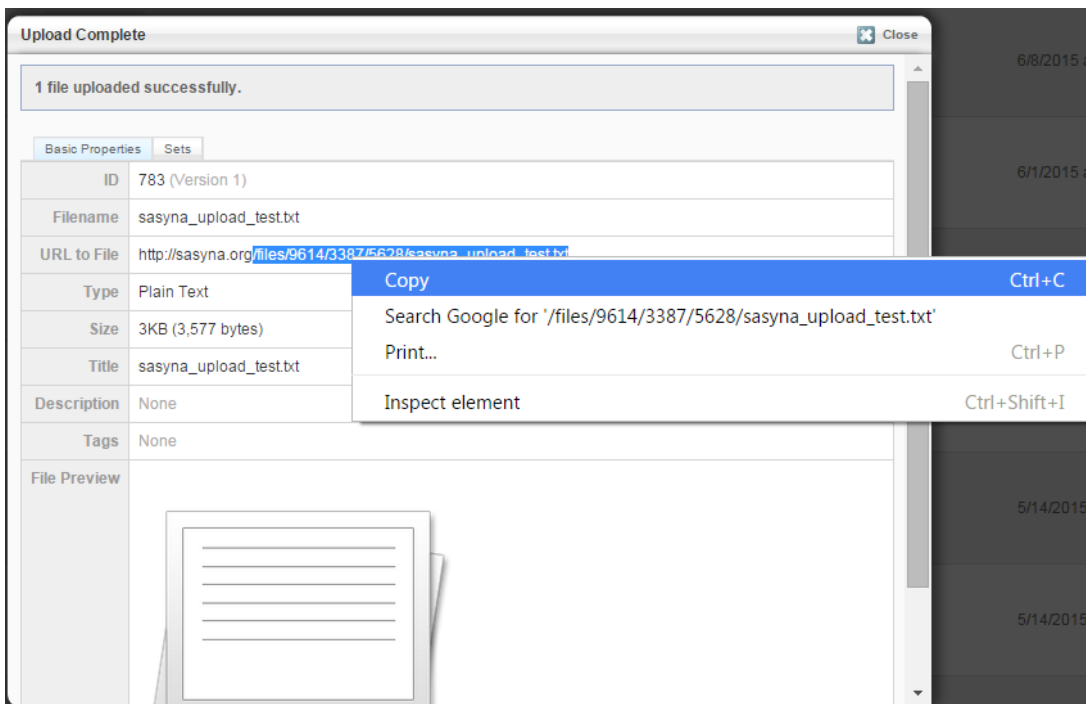 Upload Complete
Close
6/8/2015 a
1 file uploaded successfully.
Basic Properties Sets
ID 783 (Version 1)
6/1/2015 a
Filename sasyna_upload_test.txt
URL to File http://sasyna.org/files/9614/3387/5628/sasyna_upload_test.txt
Copy Ctrl+C
Type Plain Text
Search Google for '/files/9614/3387/5628/sasyna_upload_test.txt'
Size 3KB (3,577 bytes)
Print... Ctrl+P
Title sasyna_upload_test.txt
Inspect element Ctrl+Shift+I
Description None
Tags None
File Preview
5/14/2015
5/14/2015